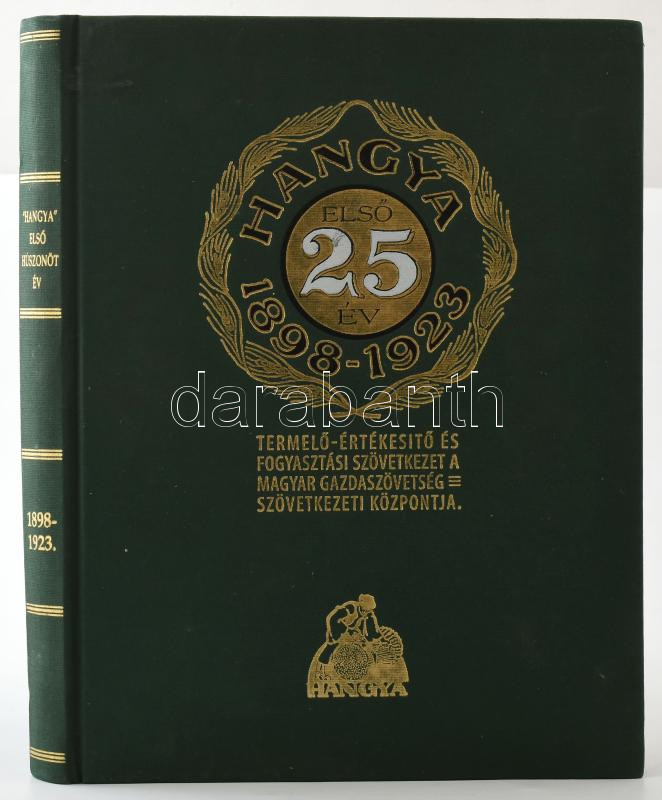 "HANGYA"
ELSŐ
HÚSZONÖT
ÉV
1898-
1923.
HANGYA
ELSŐ
25
ÉV
1898-1923
darabanth
TERMELŐ-ÉRTÉKESITŐ ÉS
FOGYASZTÁSI SZÖVETKEZET A
MAGYAR GAZDASZÖVETSÉG
SZÖVETKEZETI KÖZPONTJA.
HANGYA